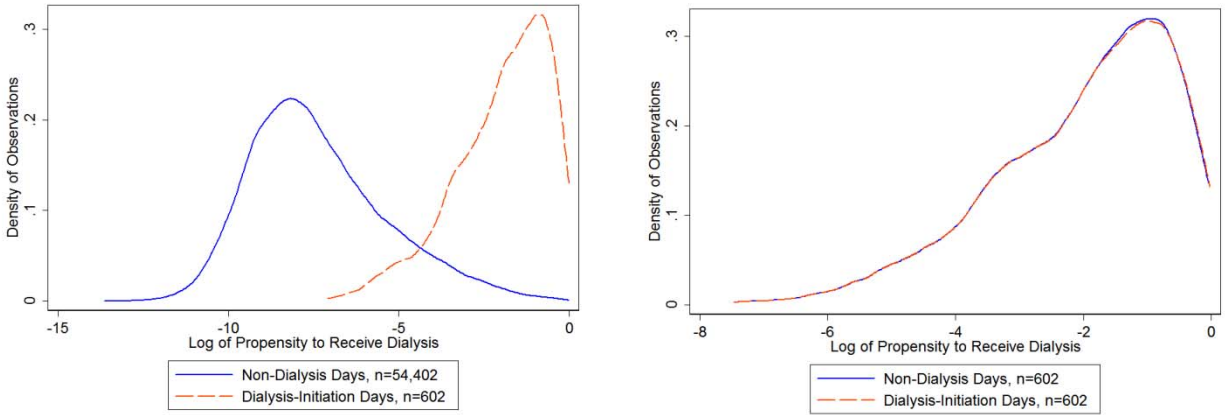 Density of Observations
.3
.2
.1
0
-15
-10
-5
0
Log of Propensity to Receive Dialysis
Non-Dialysis Days, n=54,402
Dialysis-Initiation Days, n=602
Density of Observations
.3
.2
.1
0
-8
-6
-4
-2
0
Log of Propensity to Receive Dialysis
Non-Dialysis Days, n=602
Dialysis-Initiation Days, n=602